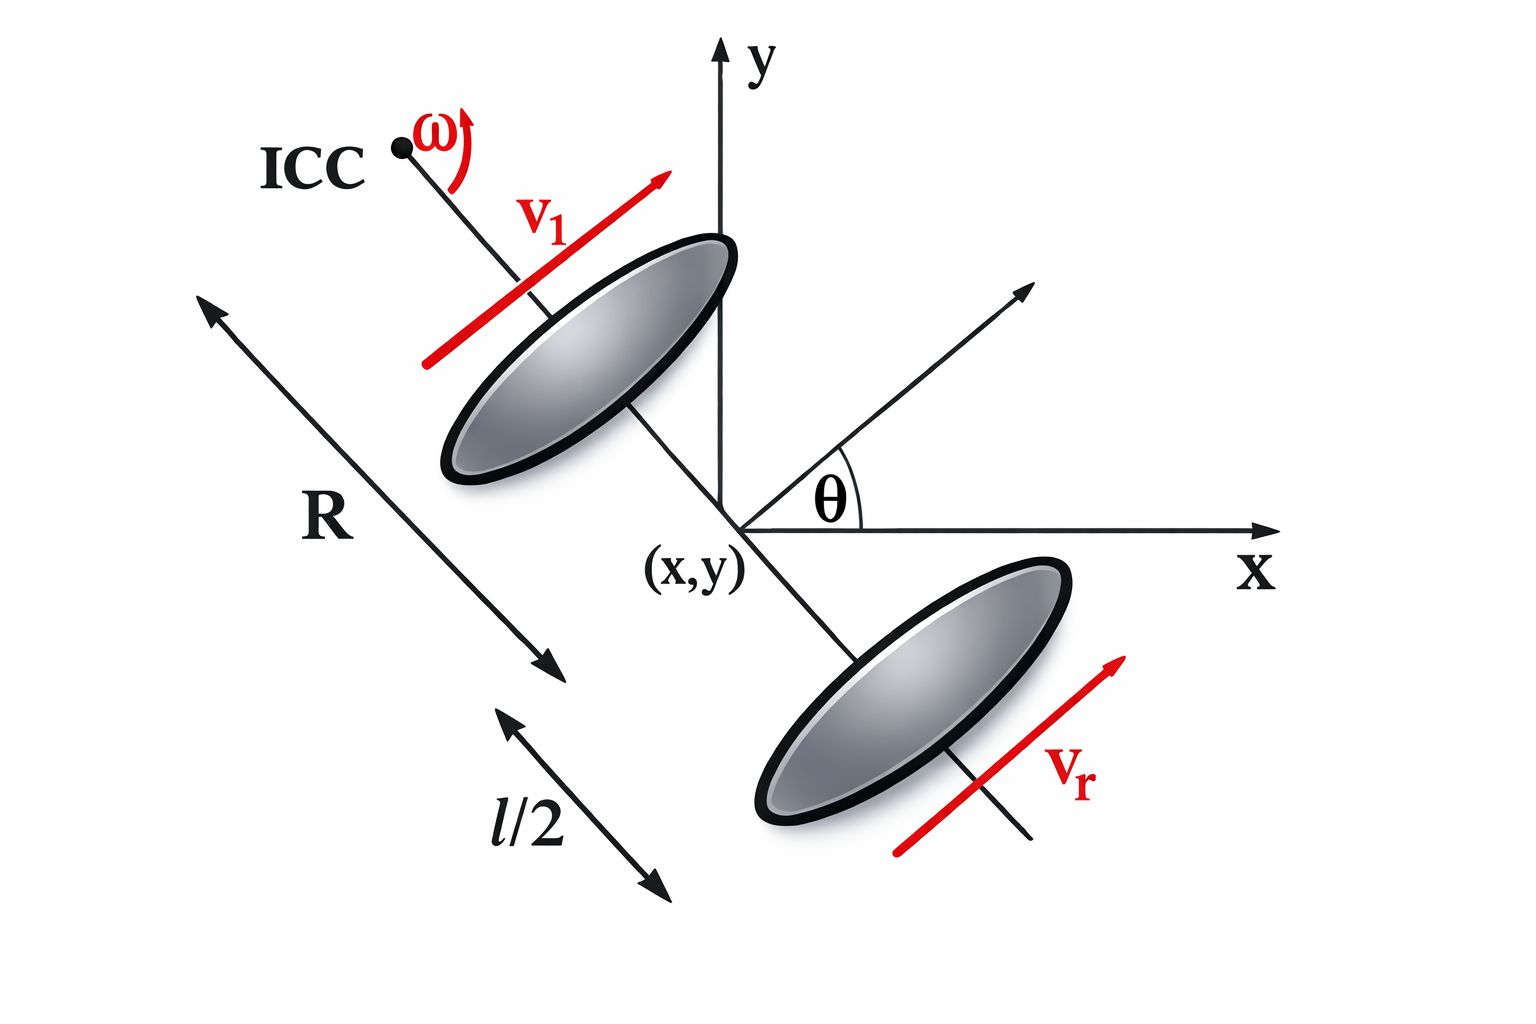 y
ω
ICC
v₁
R
θ
(x,y)
x
l/2
vᵣ